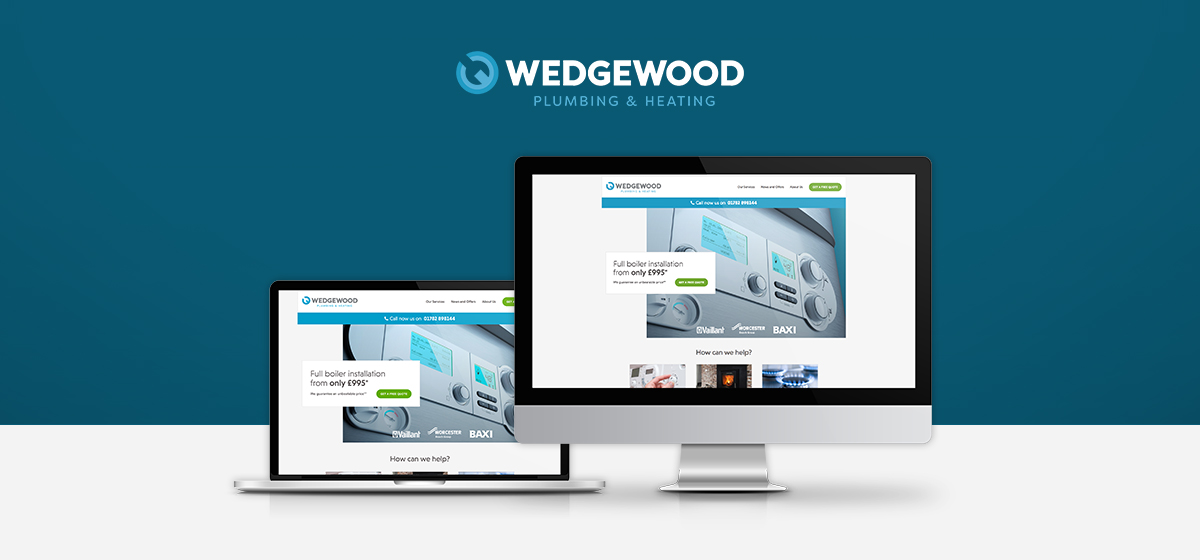 WEDGEWOOD
PLUMBING & HEATING
WEDGEWOOD
PLUMBING & HEATING
Our Services News and Offers About Us GET A FREE QUOTE
Call now us on 01782 898244
Full boiler installation
from only £995*
We guarantee an unbeatable price**
GET A FREE QUOTE
Vaillant WORCESTER BAXI
Bosch Group
How can we help?
WEDGEWOOD
PLUMBING & HEATING
Our Services News and Offers About Us GET A
Call now us on 01782 898244
Full boiler installation
from only £995*
We guarantee an unbeatable price**
GET A FREE QUOTE
Vaillant WORCESTER BAXI
Bosch Group
How can we help?